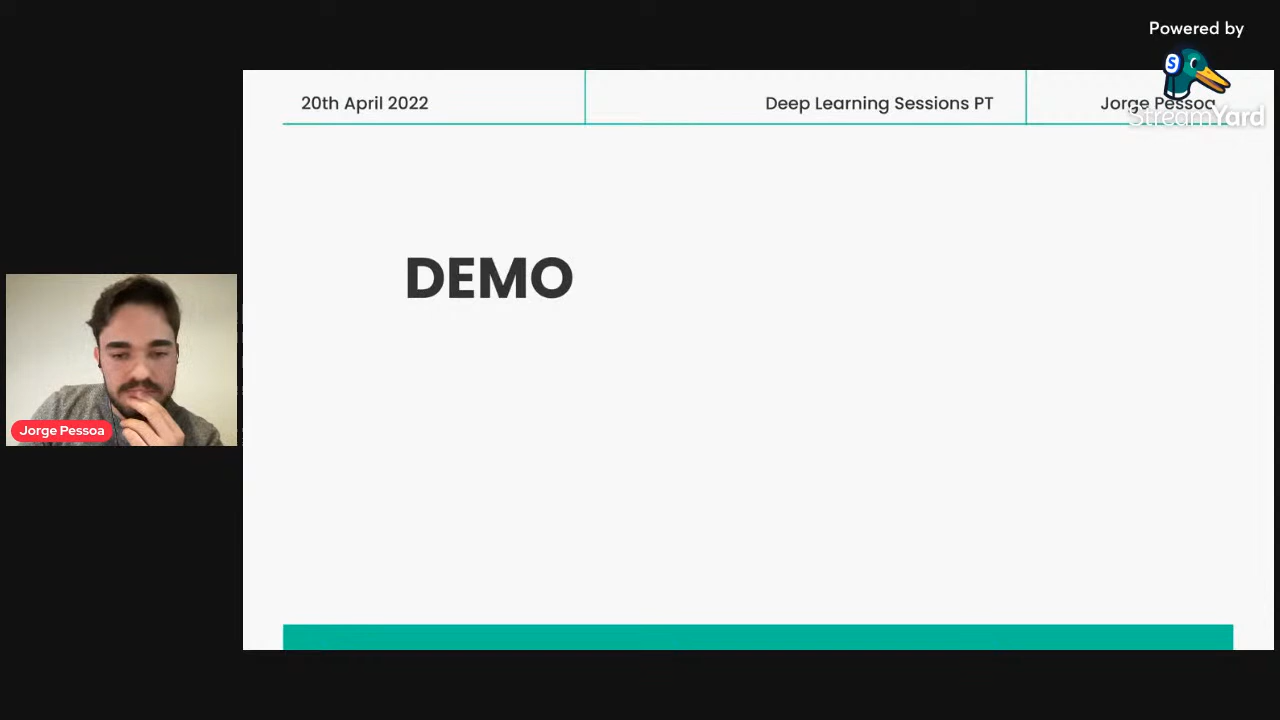 Powered by
StreamYard
20th April 2022
Deep Learning Sessions PT
Jorge Pessoa
DEMO
Jorge Pessoa